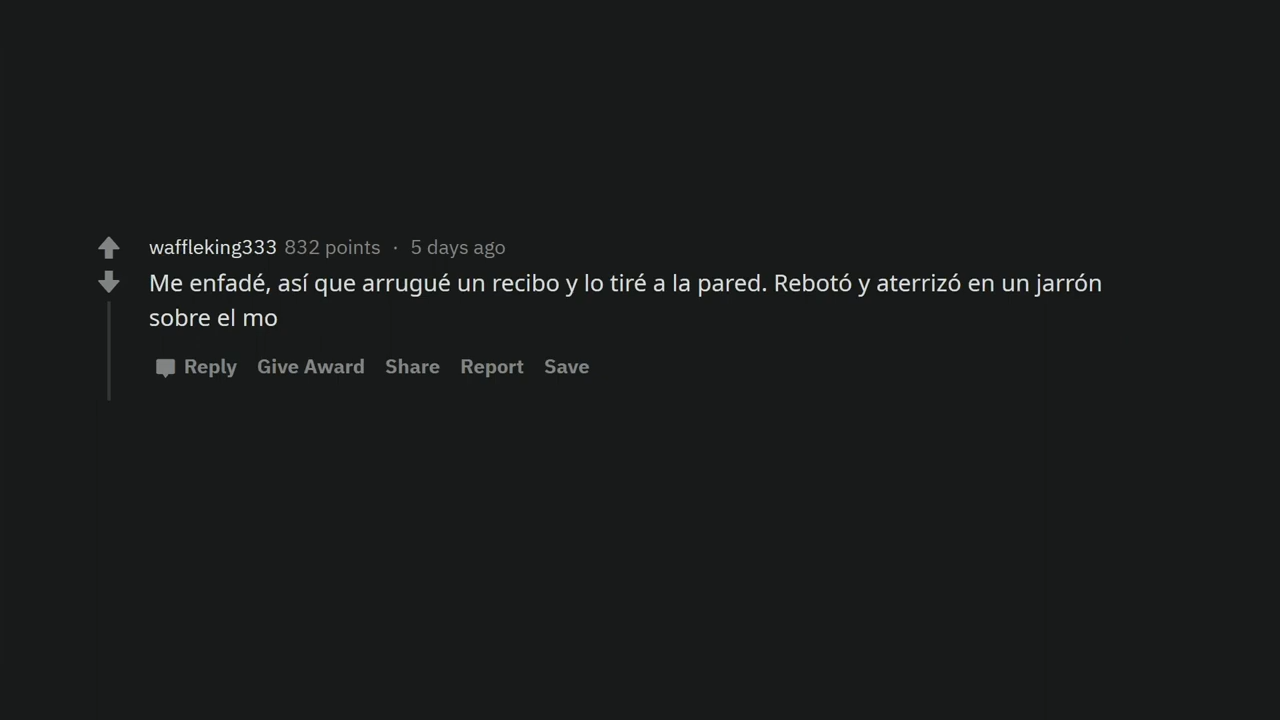 waffleking333 832 points · 5 days ago
Me enfadé, así que arrugué un recibo y lo tiré a la pared. Rebotó y aterrizó en un jarrón
sobre el mo
Reply Give Award Share Report Save